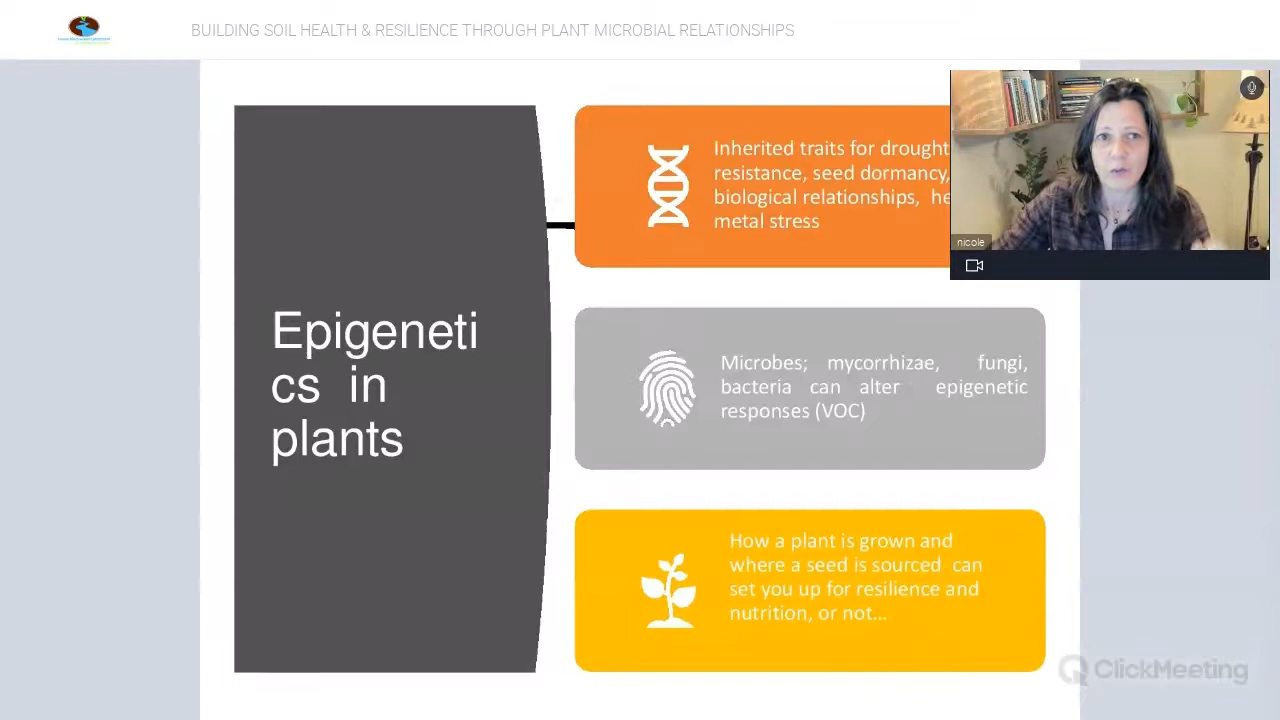 BUILDING SOIL HEALTH & RESILIENCE THROUGH PLANT MICROBIAL RELATIONSHIPS
Epigeneti
cs in
plants
Inherited traits for drought
resistance, seed dormancy,
biological relationships, he
metal stress
nicole
Microbes; mycorrhizae, fungi,
bacteria can alter epigenetic
responses (VOC)
How a plant is grown and
where a seed is sourced can
set you up for resilience and
nutrition, or not...
ClickMeeting